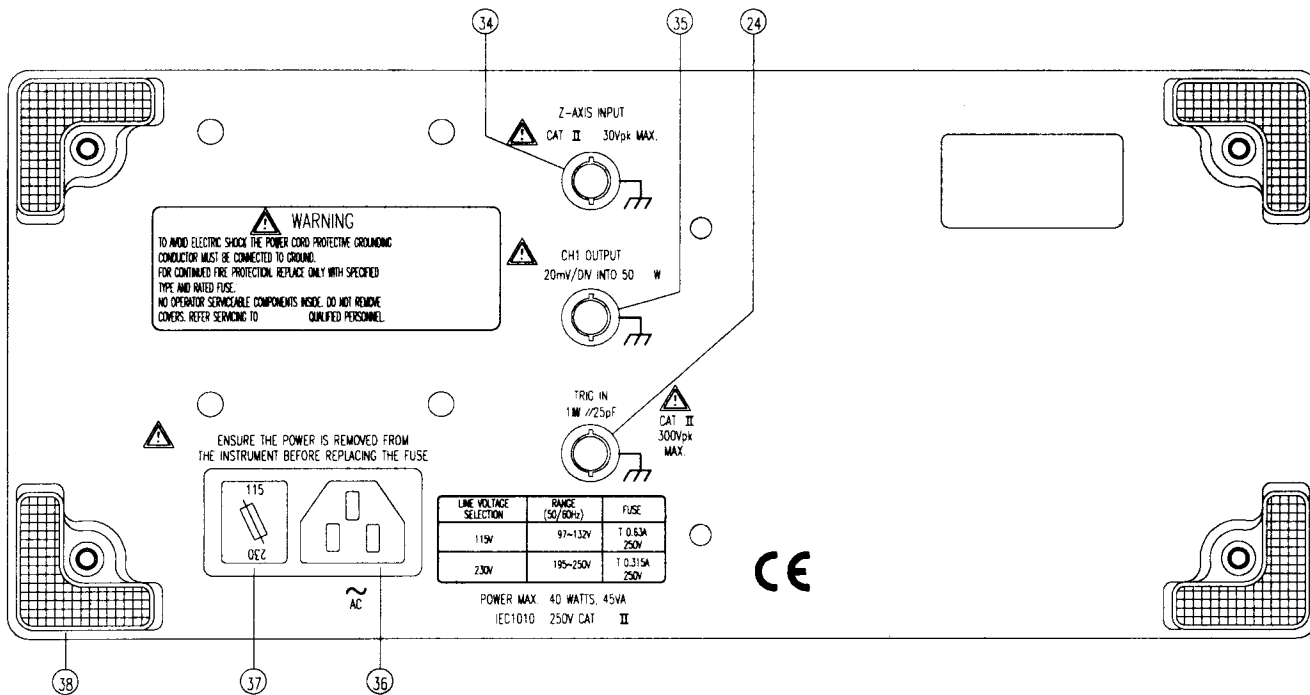 34
35
24
Z-AXIS INPUT
CAT II 30Vpk MAX.
WARNING
TO AVOID ELECTRIC SHOCK THE POWER CORD PROTECTIVE GROUNDING
CONDUCTOR MUST BE CONNECTED TO GROUND.
FOR CONTINUED FIRE PROTECTION. REPLACE ONLY WITH SPECIFIED
TYPE AND RATED FUSE.
NO OPERATOR SERVICEABLE COMPONENTS INSIDE. DO NOT REMOVE
COVERS. REFER SERVICING TO QUALIFIED PERSONNEL.
CH1 OUTPUT
20mV/DIV INTO 50 W
TRIG IN
1M //25pF
CAT II
300Vpk
MAX.
ENSURE THE POWER IS REMOVED FROM
THE INSTRUMENT BEFORE REPLACING THE FUSE
115
230
AC
LINE VOLTAGE SELECTION RANGE (50/60Hz) FUSE
115V 97~132V T 0.63A 250V
230V 195~250V T 0.315A 250V
POWER MAX. 40 WATTS, 45VA
IEC1010 250V CAT II
CE
38
37
36